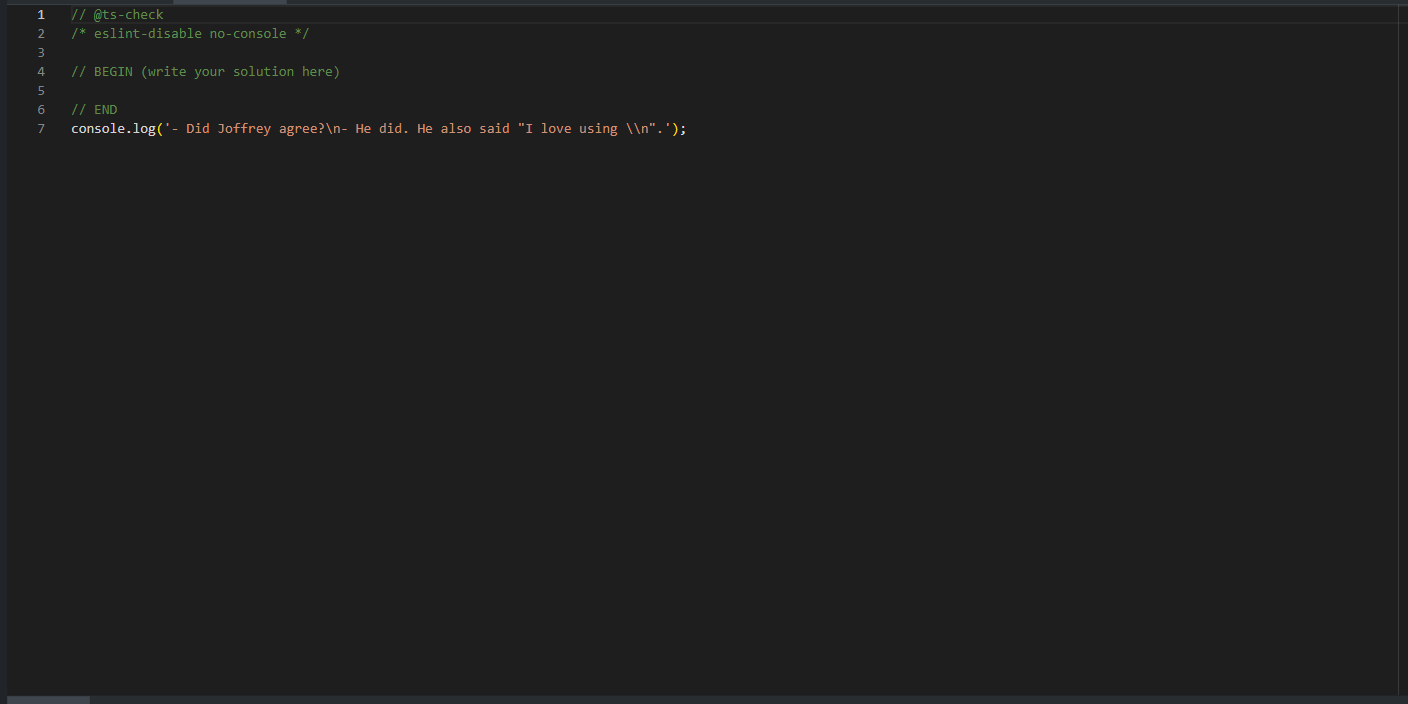 1 // @ts-check
2 /* eslint-disable no-console */
3
4 // BEGIN (write your solution here)
5
6 // END
7 console.log('- Did Joffrey agree?\n- He did. He also said "I love using \\n".');